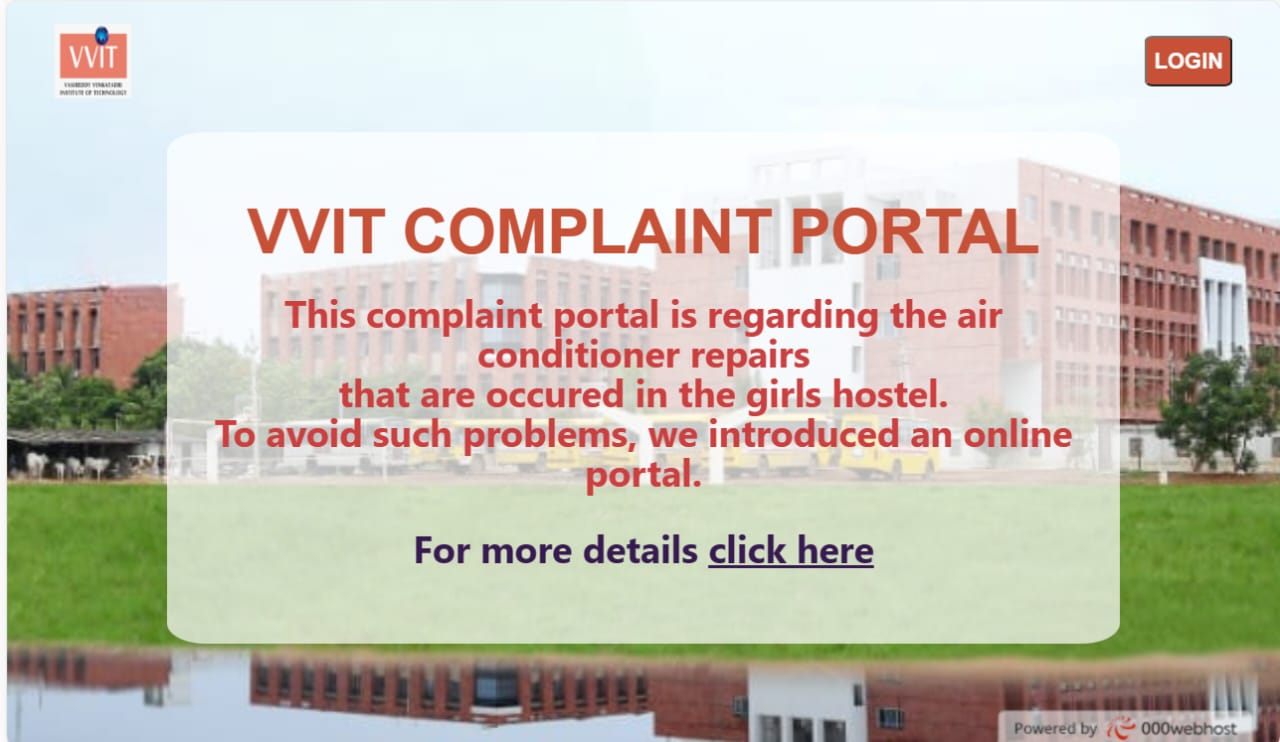 VVIT
VASIREDDY VENKATADRI
INSTITUTE OF TECHNOLOGY
LOGIN
VVIT COMPLAINT PORTAL
This complaint portal is regarding the air
conditioner repairs
that are occured in the girls hostel.
To avoid such problems, we introduced an online
portal.
For more details click here
Powered by 000webhost